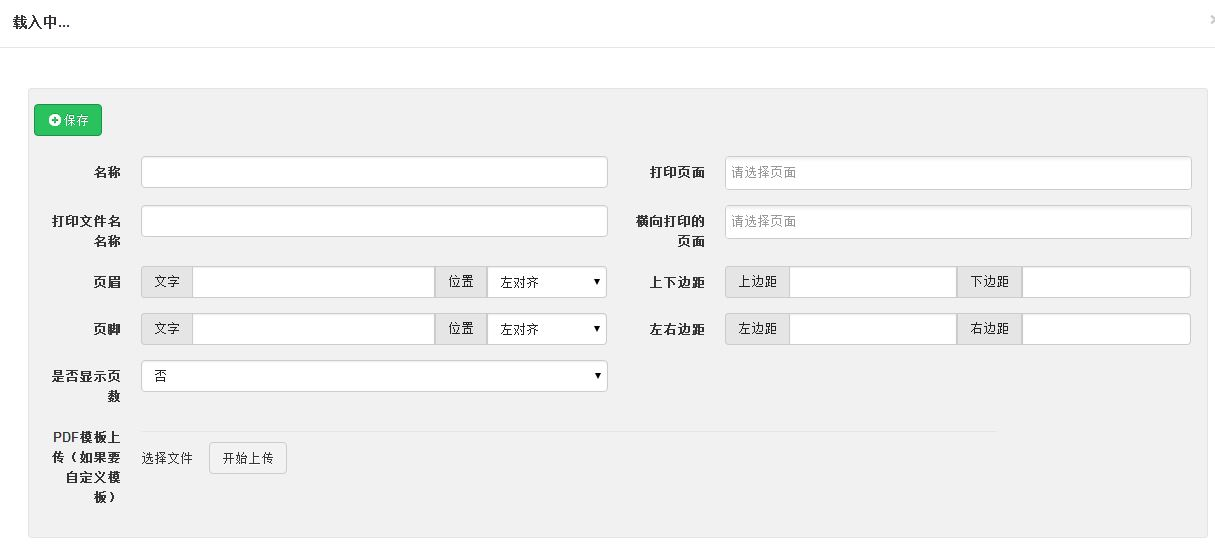 载入中...
×
保存
名称
打印页面 请选择页面
打印文件名
名称
横向打印的
页面
请选择页面
页眉 文字 位置 左对齐
上下边距 上边距 下边距
页脚 文字 位置 左对齐
左右边距 左边距 右边距
是否显示页
数
否
PDF模板上
传（如果要
自定义模
板）
选择文件 开始上传